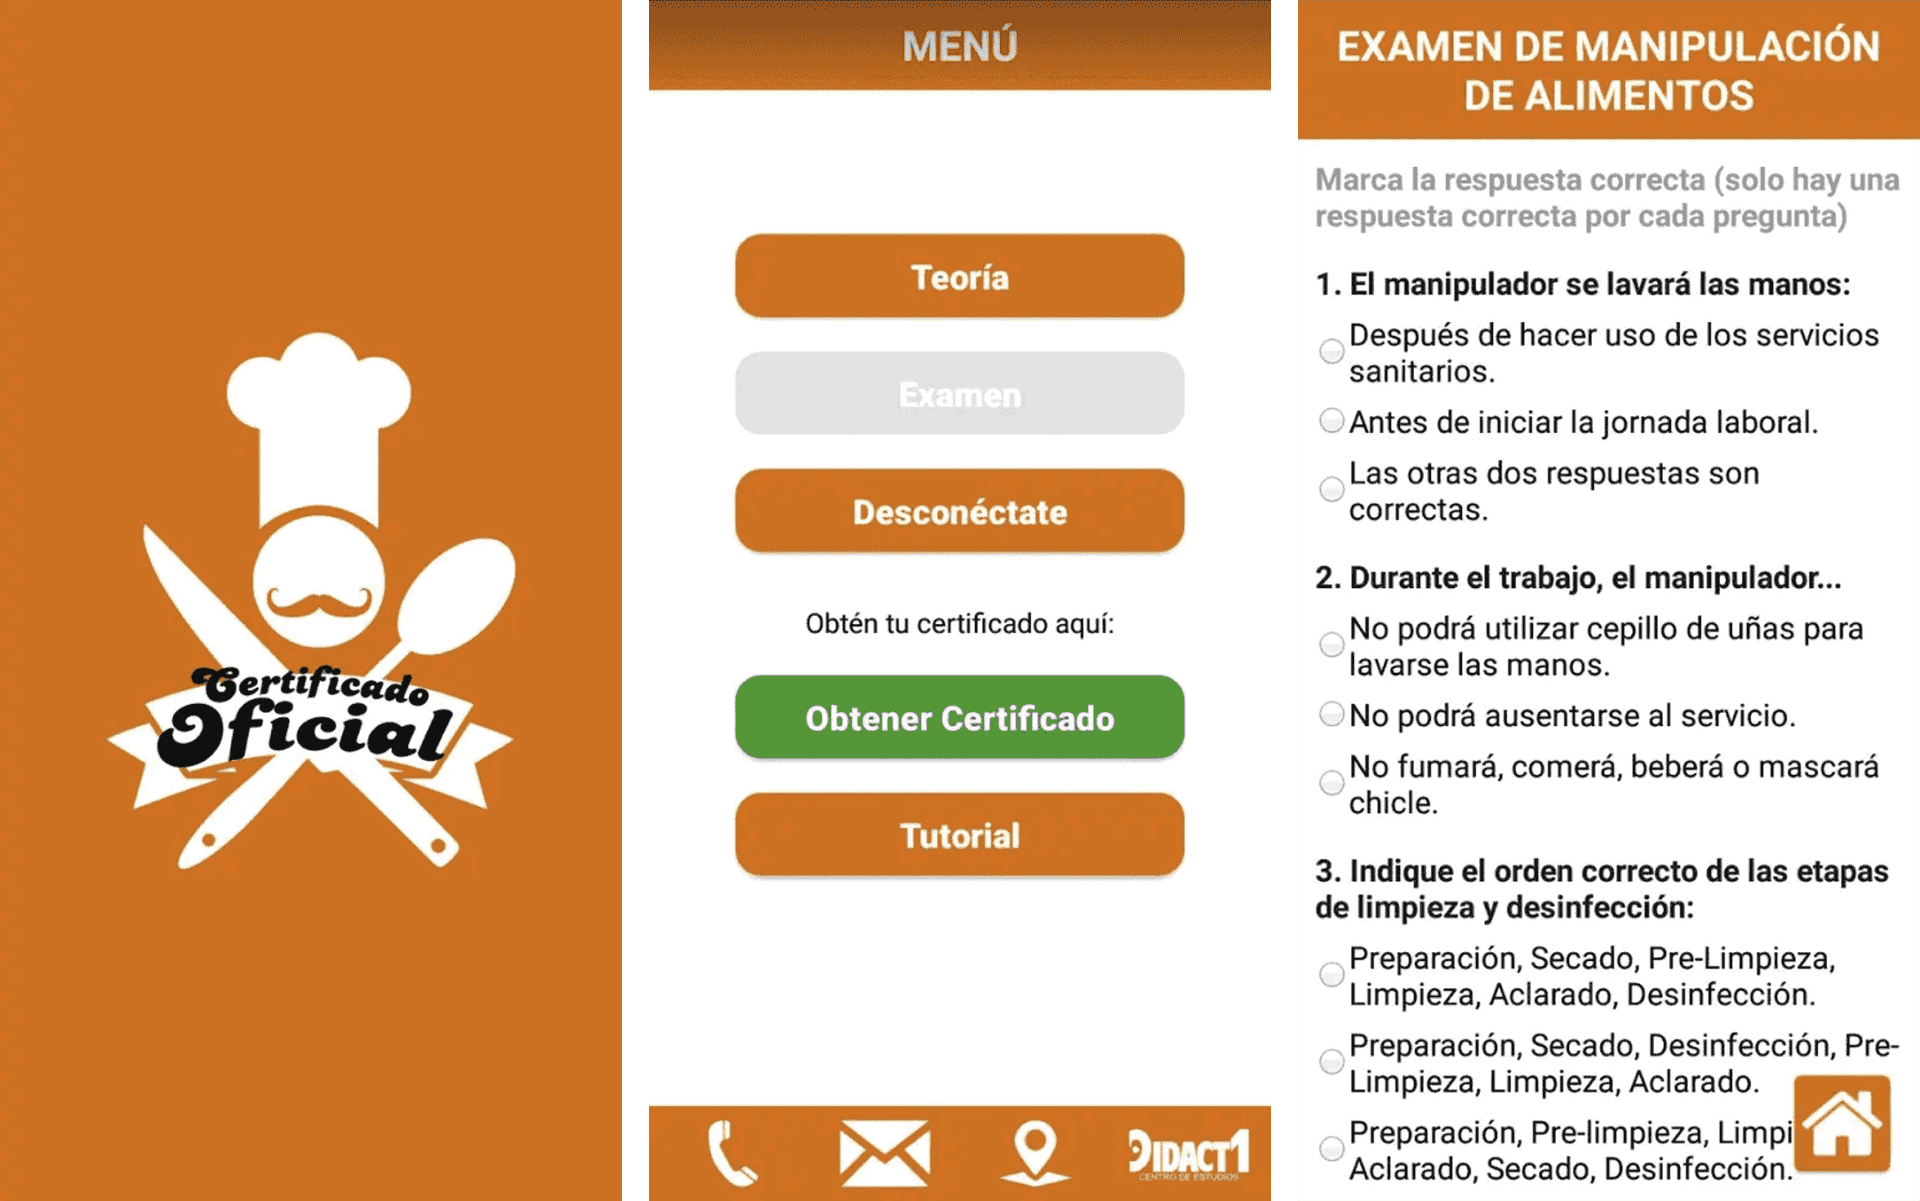 Certificado
Oficial
MENÚ
Teoría
Examen
Desconéctate
Obtén tu certificado aquí:
Obtener Certificado
Tutorial
DIDACT1
CENTRO DE ESTUDIOS
EXAMEN DE MANIPULACIÓN
DE ALIMENTOS
Marca la respuesta correcta (solo hay una
respuesta correcta por cada pregunta)
1. El manipulador se lavará las manos:
Después de hacer uso de los servicios
sanitarios.
Antes de iniciar la jornada laboral.
Las otras dos respuestas son
correctas.
2. Durante el trabajo, el manipulador...
No podrá utilizar cepillo de uñas para
lavarse las manos.
No podrá ausentarse al servicio.
No fumará, comerá, beberá o mascará
chicle.
3. Indique el orden correcto de las etapas
de limpieza y desinfección:
Preparación, Secado, Pre-Limpieza,
Limpieza, Aclarado, Desinfección.
Preparación, Secado, Desinfección, Pre-
Limpieza, Limpieza, Aclarado.
Preparación, Pre-limpieza, Limpi
Aclarado, Secado, Desinfección.